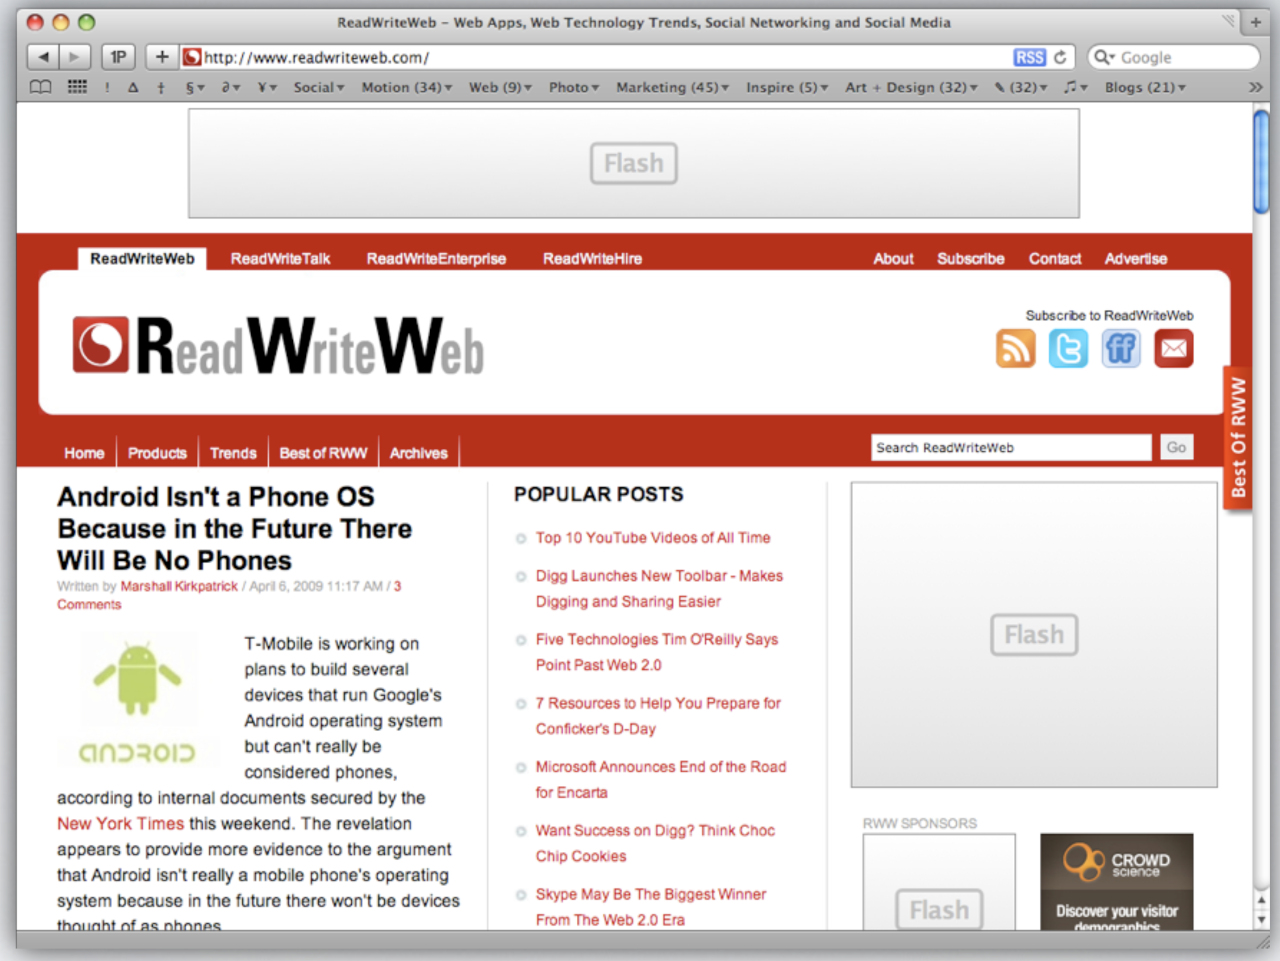 ReadWriteWeb – Web Apps, Web Technology Trends, Social Networking and Social Media
1P
http://www.readwriteweb.com/
RSS
Google
Social
Motion (34)
Web (9)
Photo
Marketing (45)
Inspire (5)
Art + Design (32)
(32)
Blogs (21)
Flash
ReadWriteWeb
ReadWriteTalk
ReadWriteEnterprise
ReadWriteHire
About
Subscribe
Contact
Advertise
ReadWriteWeb
Subscribe to ReadWriteWeb
Best Of RWW
Home
Products
Trends
Best of RWW
Archives
Search ReadWriteWeb
Go
Android Isn't a Phone OS
Because in the Future There
Will Be No Phones
Written by Marshall Kirkpatrick / April 6, 2009 11:17 AM / 3
Comments
ANDROID
T-Mobile is working on
plans to build several
devices that run Google's
Android operating system
but can't really be
considered phones,
according to internal documents secured by the
New York Times this weekend. The revelation
appears to provide more evidence to the argument
that Android isn't really a mobile phone's operating
system because in the future there won't be devices
thought of as phones
POPULAR POSTS
Top 10 YouTube Videos of All Time
Digg Launches New Toolbar - Makes
Digging and Sharing Easier
Five Technologies Tim O'Reilly Says
Point Past Web 2.0
7 Resources to Help You Prepare for
Conficker's D-Day
Microsoft Announces End of the Road
for Encarta
Want Success on Digg? Think Choc
Chip Cookies
Skype May Be The Biggest Winner
From The Web 2.0 Era
Flash
RWW SPONSORS
Flash
CROWD
science
Discover your visitor
demographics